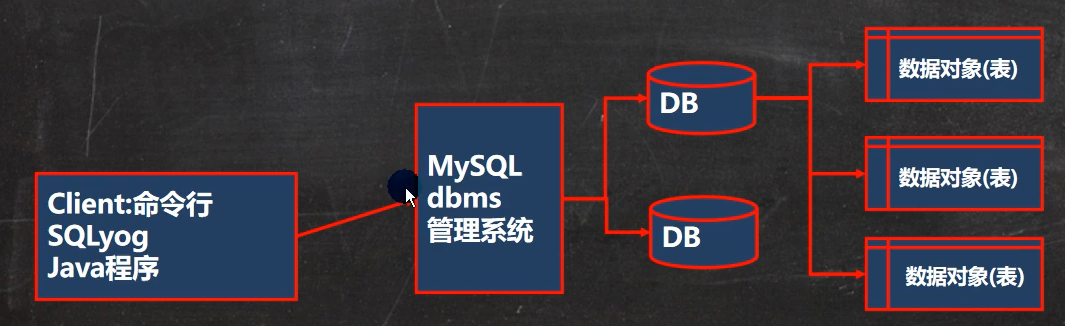 Client:命令行
SQLyog
Java程序
MySQL
dbms
管理系统
DB
DB
数据对象(表)
数据对象(表)
数据对象(表)